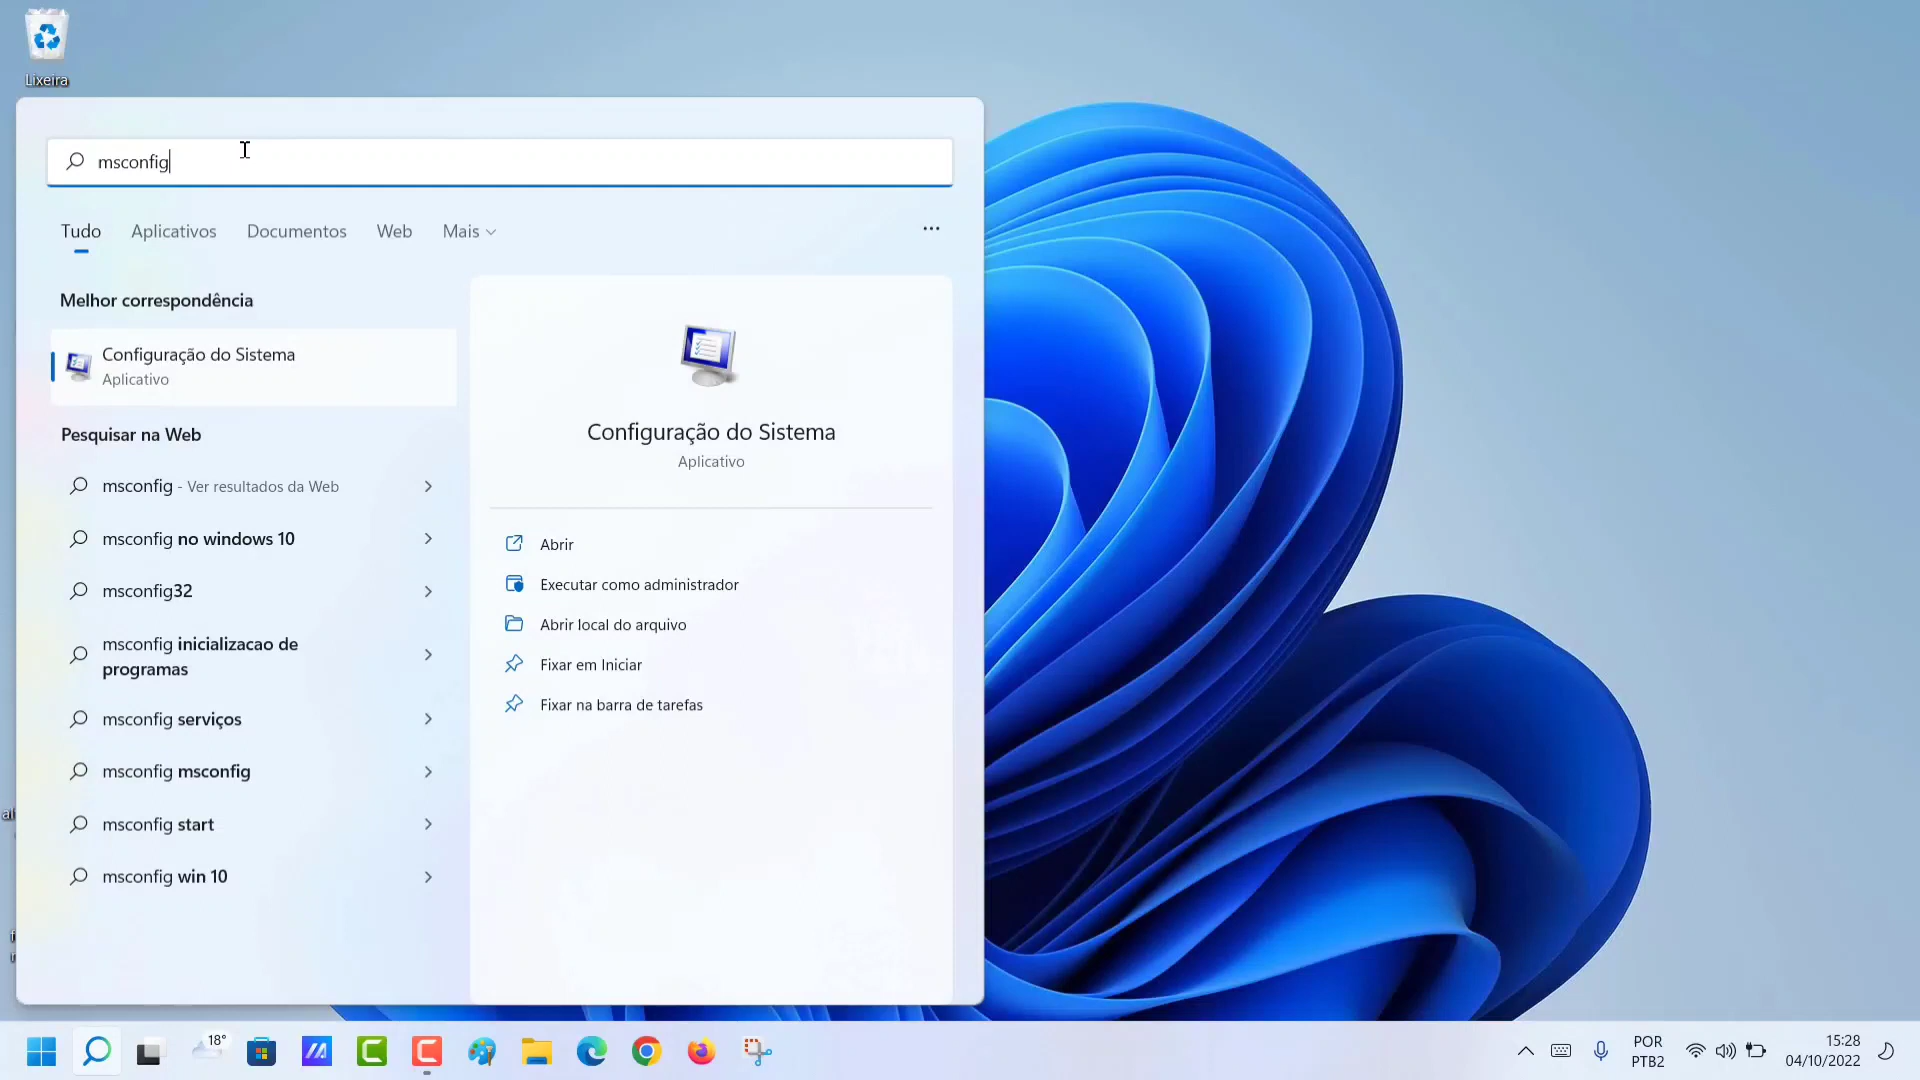 Lixeira
msconfig
Tudo
Aplicativos
Documentos
Web
Mais
Melhor correspondência
Configuração do Sistema
Aplicativo
Pesquisar na Web
msconfig - Ver resultados da Web
msconfig no windows 10
msconfig32
msconfig inicializacao de
programas
msconfig serviços
msconfig msconfig
msconfig start
msconfig win 10
Configuração do Sistema
Aplicativo
Abrir
Executar como administrador
Abrir local do arquivo
Fixar em Iniciar
Fixar na barra de tarefas
18°
POR
PTB2
15:28
04/10/2022